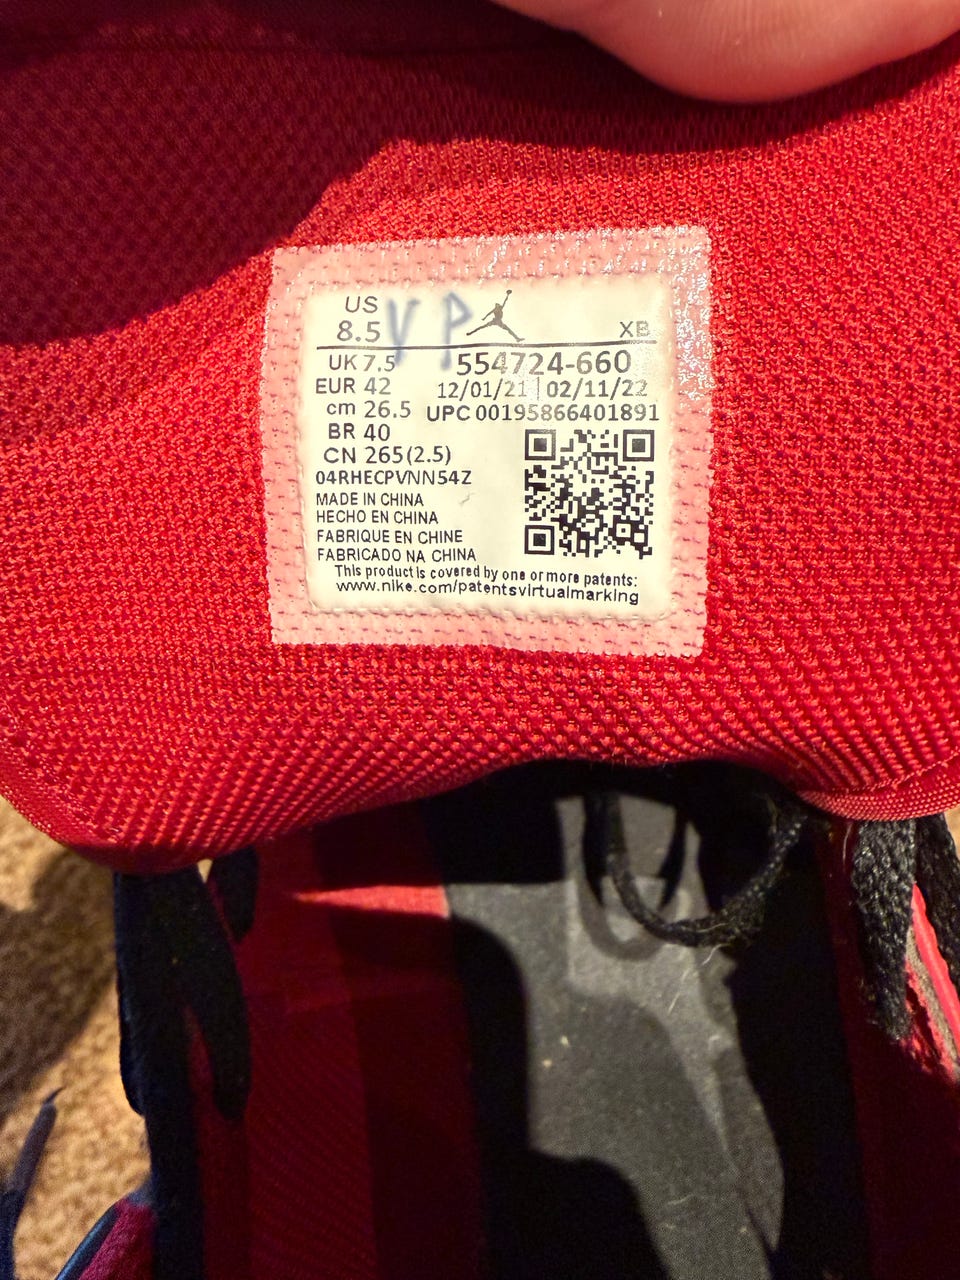 US
8.5 VP XB
UK 7.5 554724-660
EUR 42 12/01/21 | 02/11/22
cm 26.5 UPC 00195866401891
BR 40
CN 265(2.5)
04RHECPVNN54Z
MADE IN CHINA
HECHO EN CHINA
FABRIQUE EN CHINE
FABRICADO NA CHINA
This product is covered by one or more patents:
www.nike.com/patentsvirtualmarking